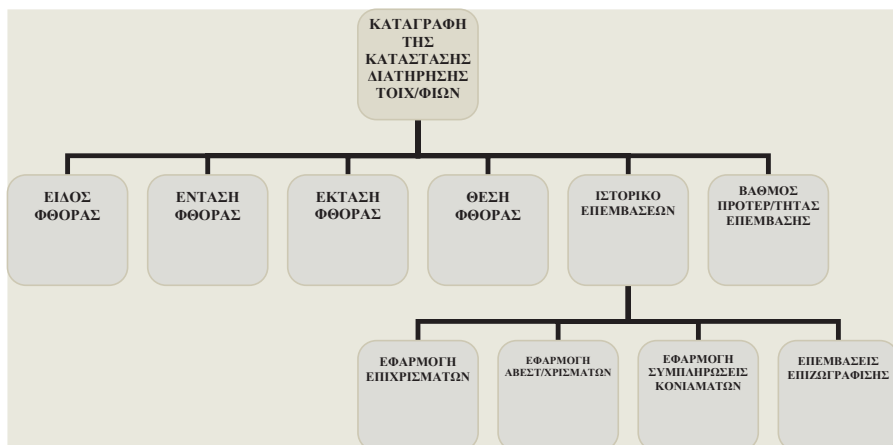 ΚΑΤΑΓΡΑΦΗ
ΤΗΣ
ΚΑΤΑΣΤΑΣΗΣ
ΔΙΑΤΗΡΗΣΗΣ
ΤΟΙΧ/ΦΙΩΝ
ΕΙΔΟΣ
ΦΘΟΡΑΣ
ΕΝΤΑΣΗ
ΦΘΟΡΑΣ
ΕΚΤΑΣΗ
ΦΘΟΡΑΣ
ΘΕΣΗ
ΦΘΟΡΑΣ
ΙΣΤΟΡΙΚΟ
ΕΠΕΜΒΑΣΕΩΝ
ΒΑΘΜΟΣ
ΠΡΟΤΕΡ/ΤΗΤΑΣ
ΕΠΕΜΒΑΣΗΣ
ΕΦΑΡΜΟΓΗ
ΕΠΙΧΡΙΣΜΑΤΩΝ
ΕΦΑΡΜΟΓΗ
ΑΒΕΣΤ/ΧΡΙΣΜΑΤΩΝ
ΕΦΑΡΜΟΓΗ
ΣΥΜΠΛΗΡΩΣΕΙΣ
ΚΟΝΙΑΜΑΤΩΝ
ΕΠΕΜΒΑΣΕΙΣ
ΕΠΙΖΩΓΡΑΦΙΣΗΣ